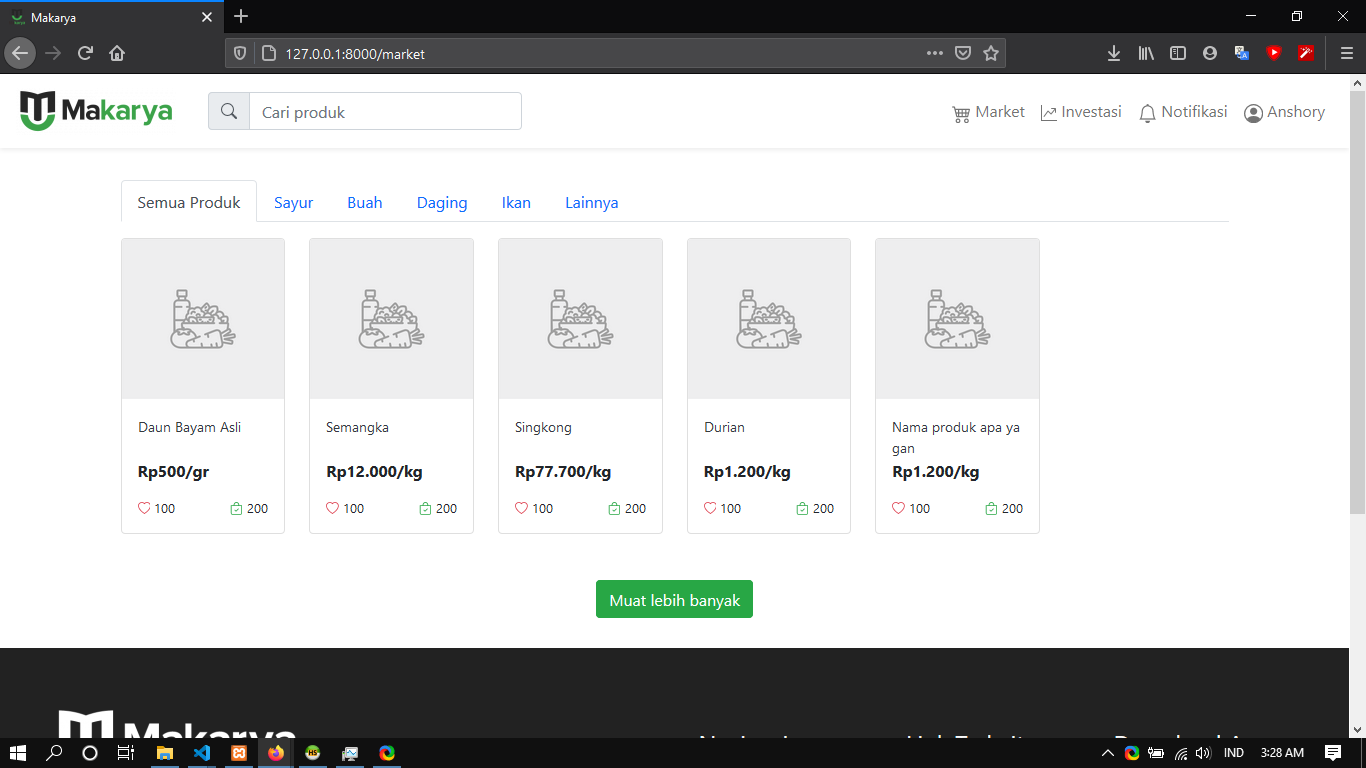 Makarya
127.0.0.1:8000/market
Makarya
Cari produk
Market
Investasi
Notifikasi
Anshory
Semua Produk
Sayur
Buah
Daging
Ikan
Lainnya
Daun Bayam Asli
Rp500/gr
100
200
Semangka
Rp12.000/kg
100
200
Singkong
Rp77.700/kg
100
200
Durian
Rp1.200/kg
100
200
Nama produk apa ya
gan
Rp1.200/kg
100
200
Muat lebih banyak
Makarya
IND
3:28 AM